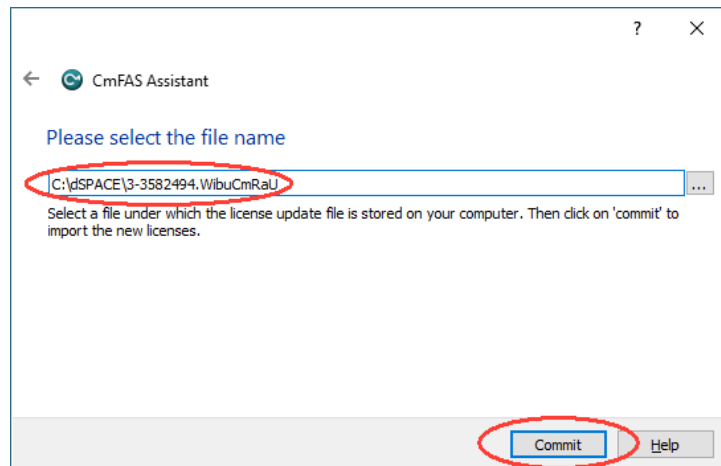 ?
CmFAS Assistant
Please select the file name
C:\dSPACE\3-3582494.WibuCmRaU
...
Select a file under which the license update file is stored on your computer. Then click on 'commit' to
import the new licenses.
Commit
Help